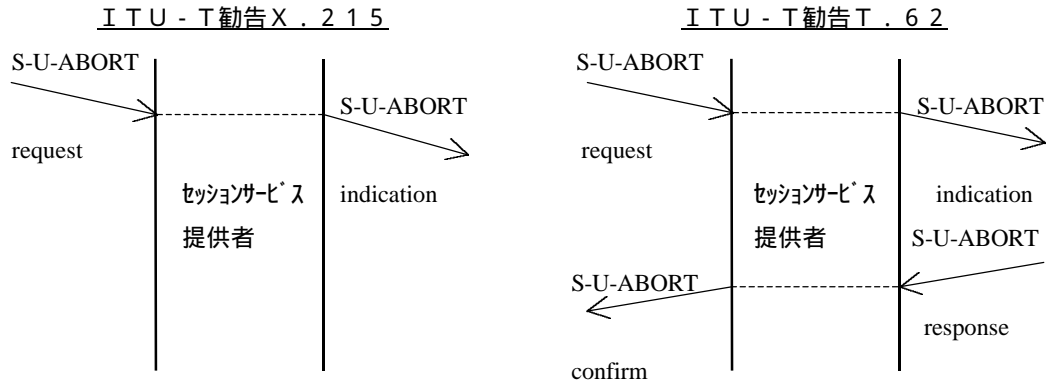 ＩＴＵ‐Ｔ勧告Ｘ．２１５
S-U-ABORT
S-U-ABORT
request
indication
ｾｯｼｮﾝｻｰﾋﾞｽ
提供者
ＩＴＵ‐Ｔ勧告Ｔ．６２
S-U-ABORT
S-U-ABORT
request
indication
ｾｯｼｮﾝｻｰﾋﾞｽ
提供者
S-U-ABORT
S-U-ABORT
response
confirm